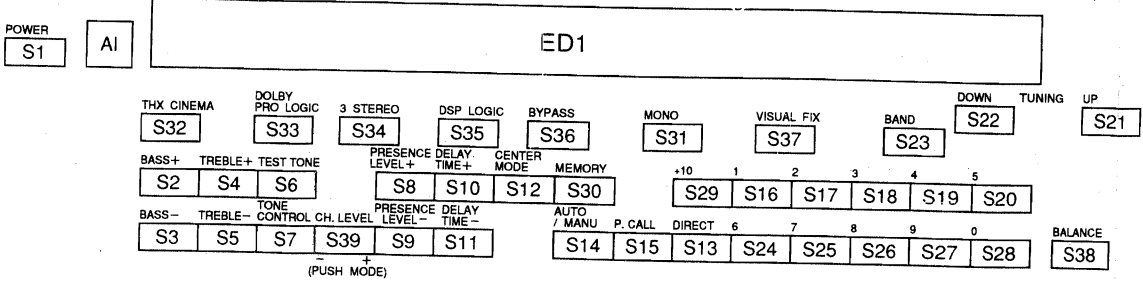 POWER
S1
AI
ED1
THX CINEMA
S32
DOLBY
PRO LOGIC
S33
3 STEREO
S34
DSP LOGIC
S35
BYPASS
S36
MONO
S31
VISUAL FIX
S37
BAND
S23
DOWN TUNING UP
S22 S21
BASS+ TREBLE+ TEST TONE
S2 S4 S6
PRESENCE DELAY CENTER
LEVEL+ TIME+ MODE MEMORY
S8 S10 S12 S30
+10 1 2 3 4 5
S29 S16 S17 S18 S19 S20
TONE PRESENCE DELAY
BASS− TREBLE− CONTROL CH. LEVEL LEVEL− TIME−
S3 S5 S7 S39 S9 S11
− +
(PUSH MODE)
AUTO
/ MANU P. CALL DIRECT 6 7 8 9 0
S14 S15 S13 S24 S25 S26 S27 S28
BALANCE
S38